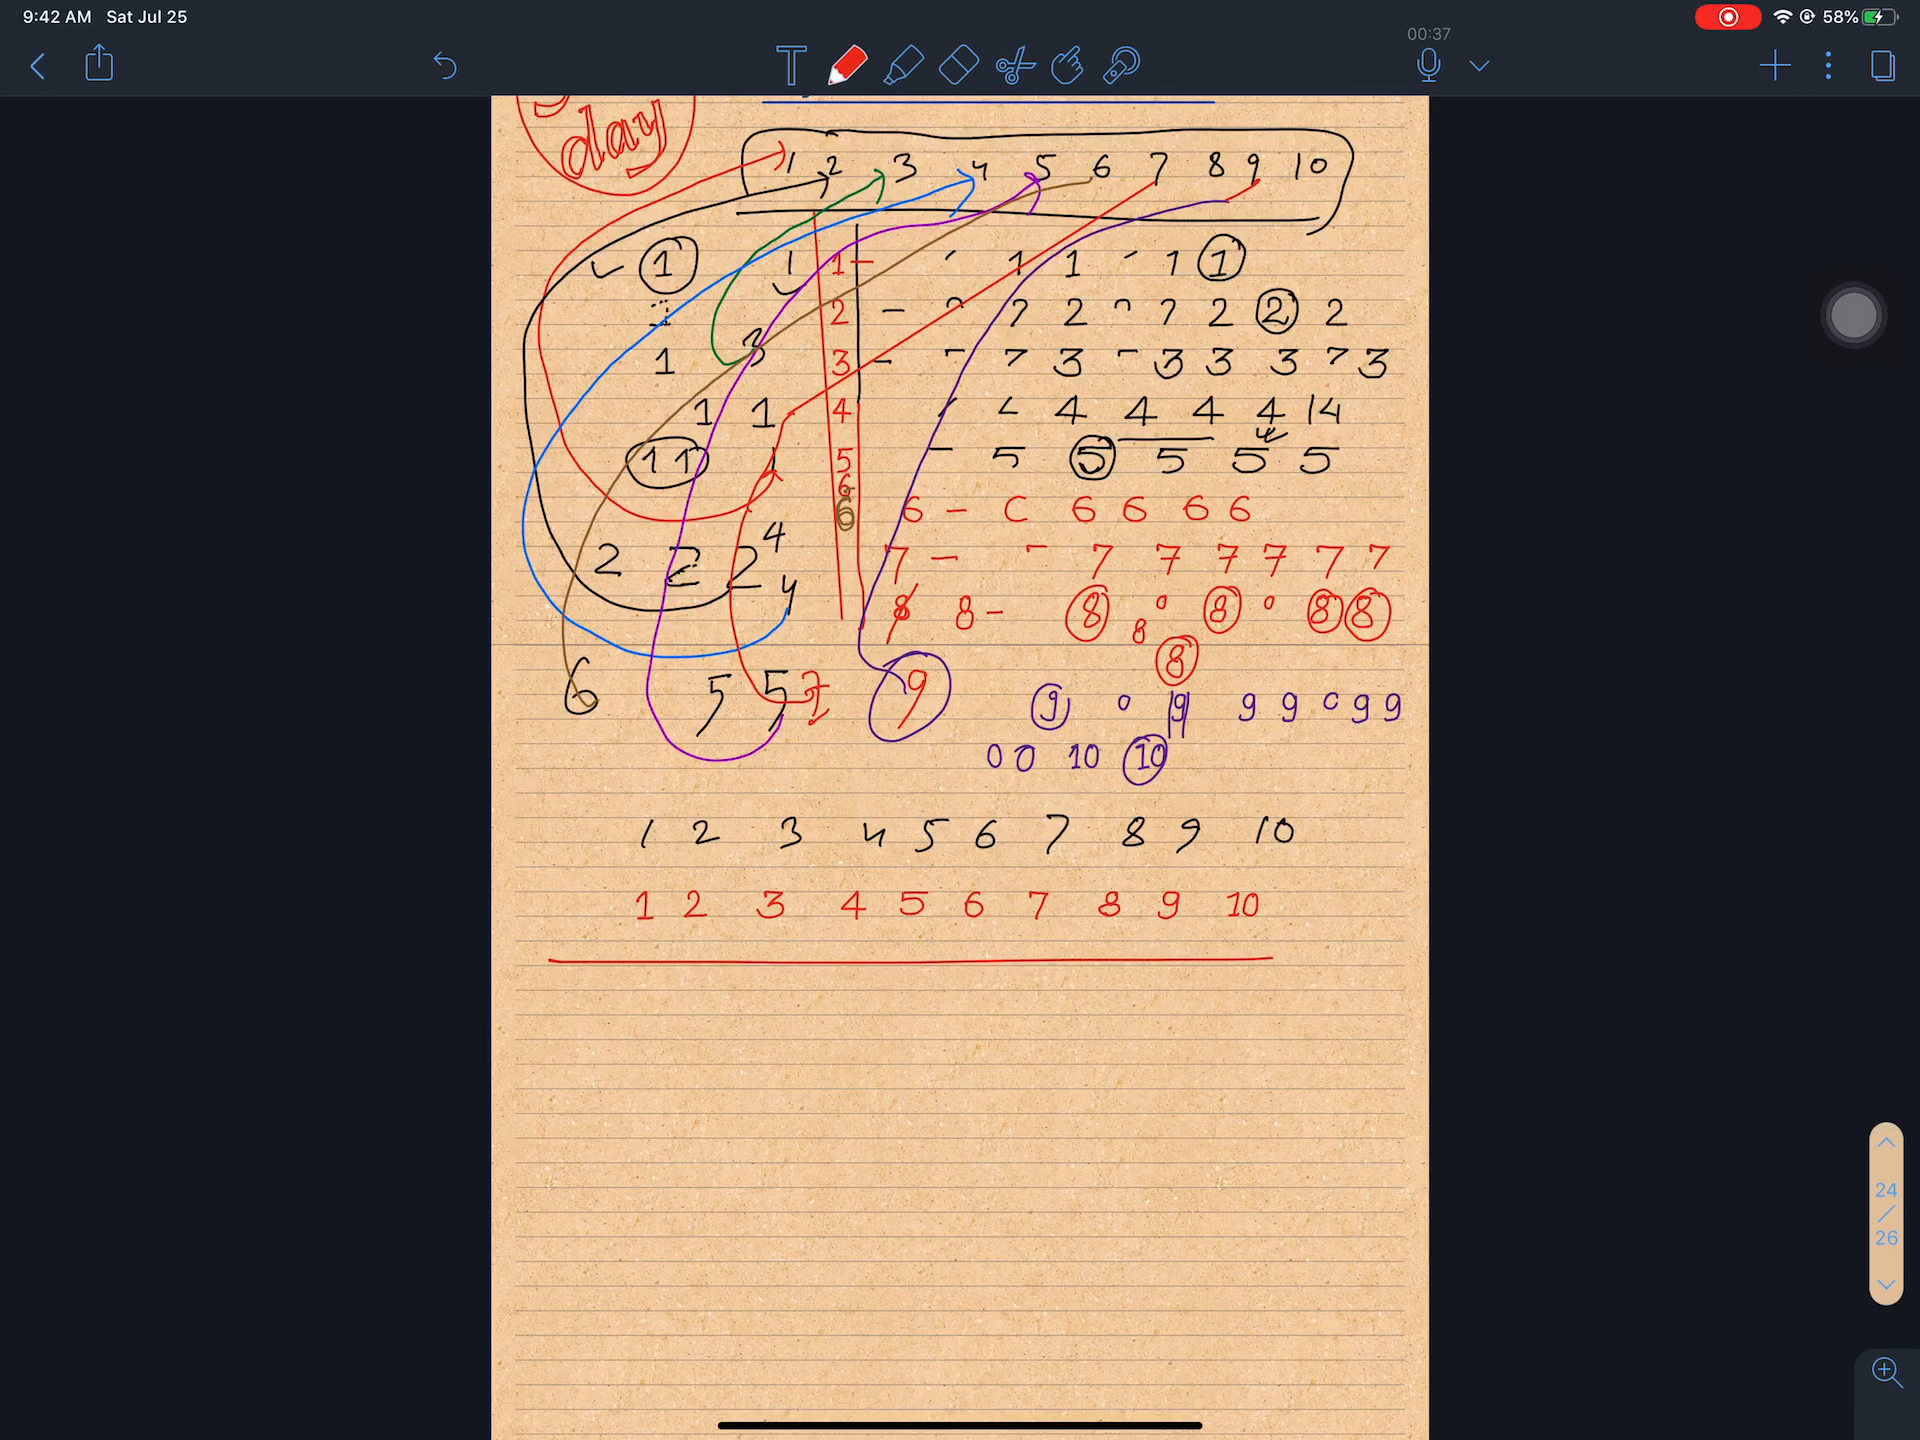 9:42 AM Sat Jul 25
58%
00:37
day
1 2 3 4 5 6 7 8 9 10
1 1 1 - 1 1 1 1
2 - 2 2 2 2 2
1 3 3 - 3 3 3 3 3
1 1 4 4 4 4 4 14
1 1 1 5 - 5 5 5 5 5
6
6 6 - 6 6 6 6
2 2 2 4 7 - 7 7 7 7 7 7
4 8 8 - 8 8 8 8 8
8
6 5 5 7 9 9 9 9 9 9 9
0 0 10 10
1 2 3 4 5 6 7 8 9 10
1 2 3 4 5 6 7 8 9 10
24
/
26